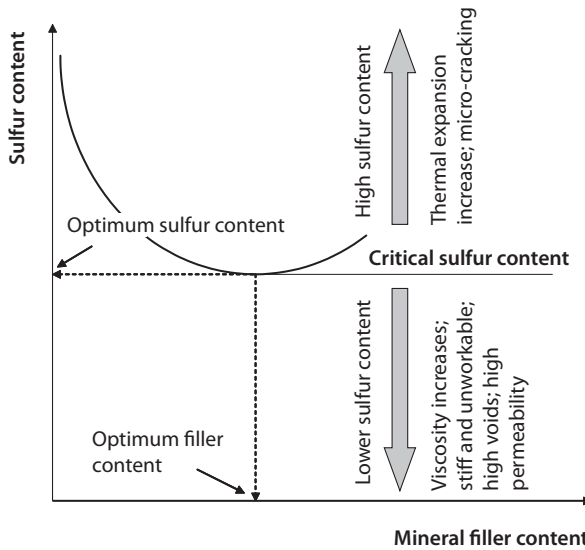 Sulfur content
High sulfur content
Thermal expansion
increase; micro-cracking
Optimum sulfur content
Critical sulfur content
Lower sulfur content
Viscosity increases;
stiff and unworkable;
high voids; high
permeability
Optimum filler
content
Mineral filler content